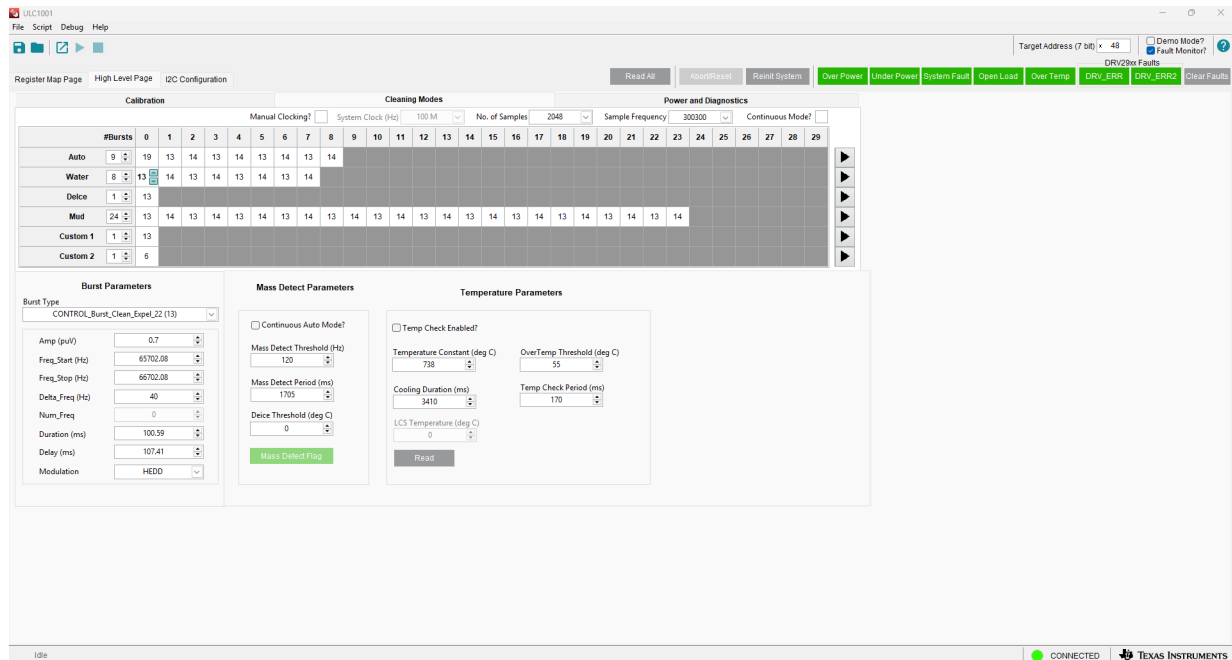 ULC1001
File Script Debug Help
Target Address (7 bit) x 48
Demo Mode?
Fault Monitor?
DRV29xx Faults
Register Map Page High Level Page I2C Configuration
Read All Abort/Reset Reinit System Over Power Under Power System Fault Open Load Over Temp DRV_ERR DRV_ERR2 Clear Faults
Calibration Cleaning Modes Power and Diagnostics
Manual Clocking? System Clock (Hz) 100 M No. of Samples 2048 Sample Frequency 300300 Continuous Mode?
#Bursts 0 1 2 3 4 5 6 7 8 9 10 11 12 13 14 15 16 17 18 19 20 21 22 23 24 25 26 27 28 29
Auto 9 19 13 14 13 14 13 14 13 14
Water 8 13 14 13 14 13 14 13 14
DeIce 1 13
Mud 24 13 14 13 14 13 14 13 14 13 14 13 14 13 14 13 14 13 14 13 14 13 14 13 14
Custom 1 1 13
Custom 2 1 6
Burst Parameters
Burst Type
CONTROL_Burst_Clean_Expel_22 (13)
Amp (puV) 0.7
Freq_Start (Hz) 65702.08
Freq_Stop (Hz) 66702.08
Delta_Freq (Hz) 40
Num_Freq 0
Duration (ms) 100.59
Delay (ms) 107.41
Modulation HEDD
Mass Detect Parameters
Continuous Auto Mode?
Mass Detect Threshold (Hz)
120
Mass Detect Period (ms)
1705
Deice Threshold (deg C)
0
Mass Detect Flag
Temperature Parameters
Temp Check Enabled?
Temperature Constant (deg C) OverTemp Threshold (deg C)
738 55
Cooling Duration (ms) Temp Check Period (ms)
3410 170
LCS Temperature (deg C)
0
Read
Idle CONNECTED TEXAS INSTRUMENTS